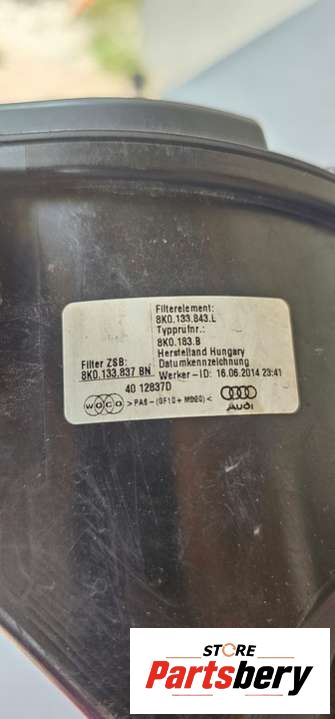 Filterelement:
8K0.133.843.L
Typprufnr.:
8K0.183.B
Herstelland Hungary
Datumkennzeichnung
Filter ZSB:
8K0.133.837 BN
Werker-ID: 16.06.2014 23:41
40 12837D
WOCO
>PA6-(GF10+MD20)<
AUDI
STORE
Partsbery